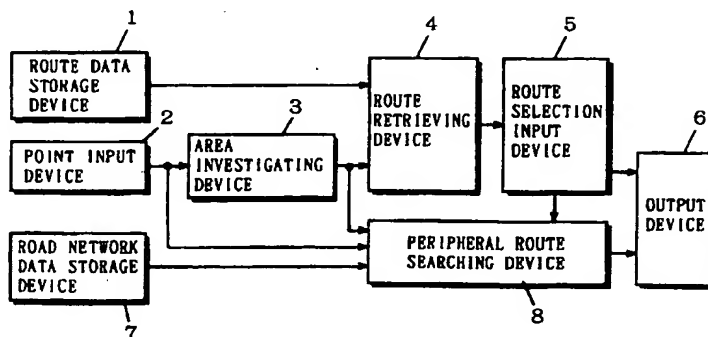 1
ROUTE DATA
STORAGE
DEVICE
2
POINT INPUT
DEVICE
3
AREA
INVESTIGATING
DEVICE
4
ROUTE
RETRIEVING
DEVICE
5
ROUTE
SELECTION
INPUT
DEVICE
6
OUTPUT
DEVICE
ROAD NETWORK
DATA STORAGE
DEVICE
7
PERIPHERAL ROUTE
SEARCHING DEVICE
8